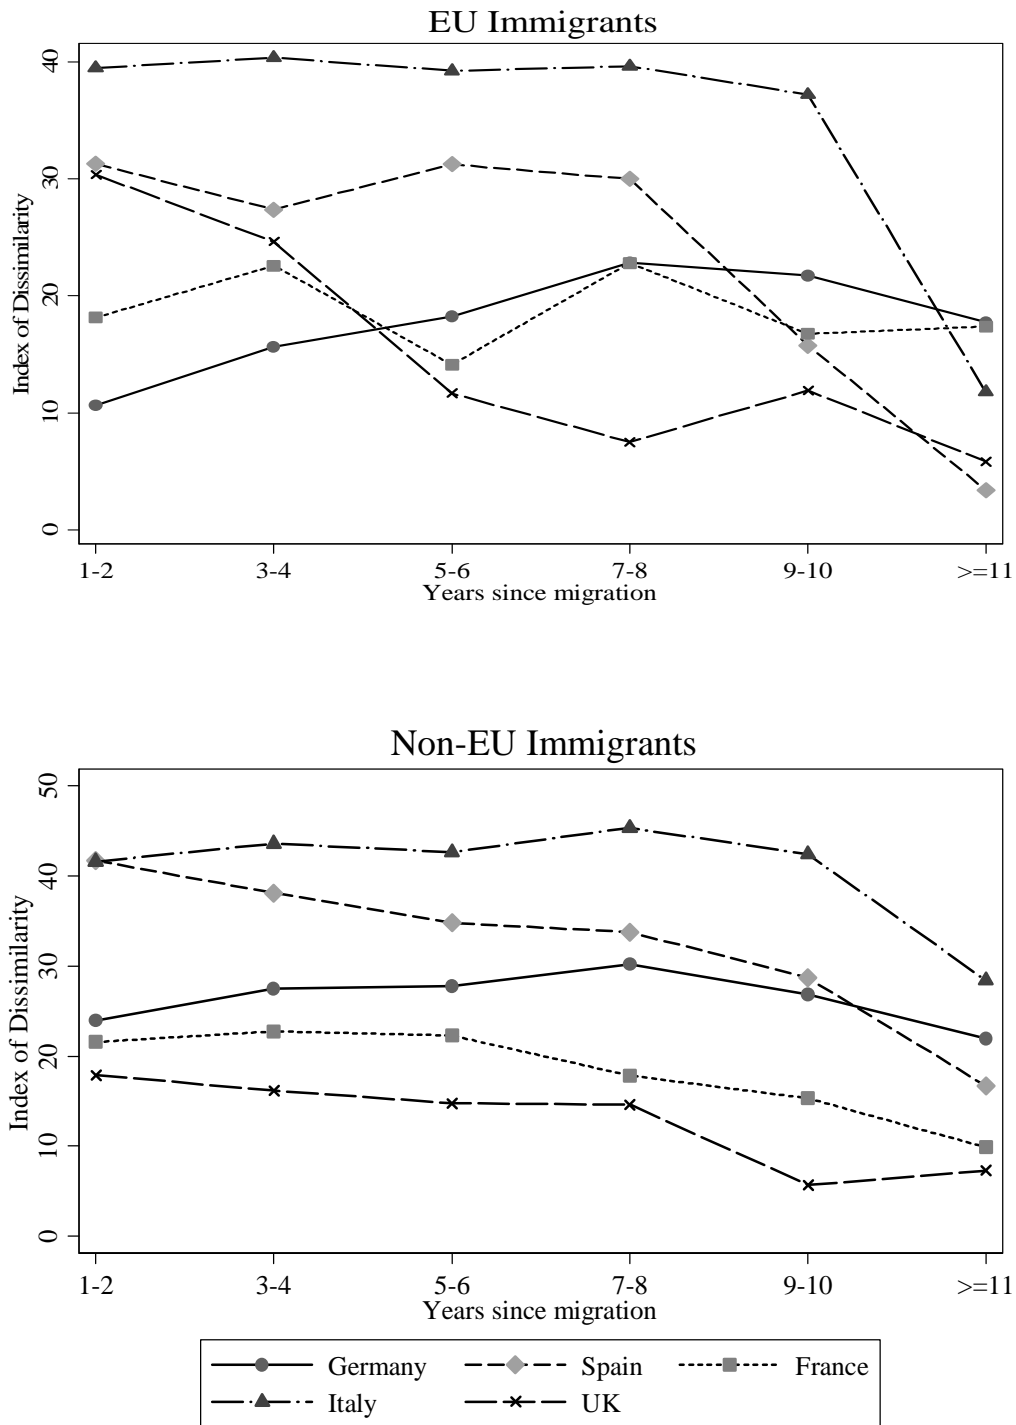 EU Immigrants
Index of Dissimilarity
40
30
20
10
0
1-2 3-4 5-6 7-8 9-10 >=11
Years since migration
Non-EU Immigrants
Index of Dissimilarity
50
40
30
20
10
0
1-2 3-4 5-6 7-8 9-10 >=11
Years since migration
Germany Spain France
Italy UK